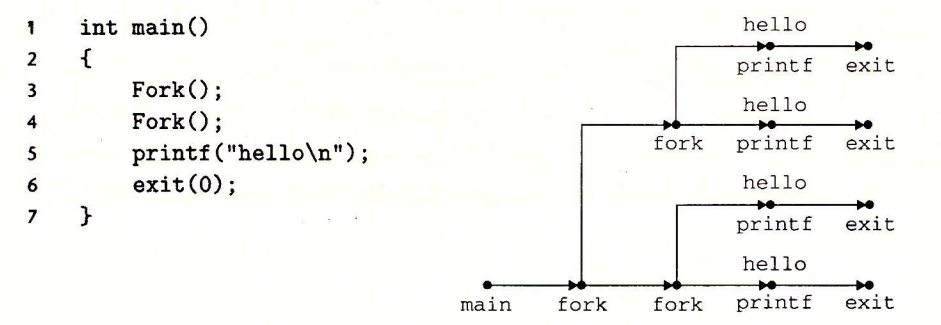 1 int main()
2 {
3 Fork();
4 Fork();
5 printf("hello\n");
6 exit(0);
7 }
hello
printf exit
hello
fork printf exit
hello
printf exit
hello
main fork fork printf exit